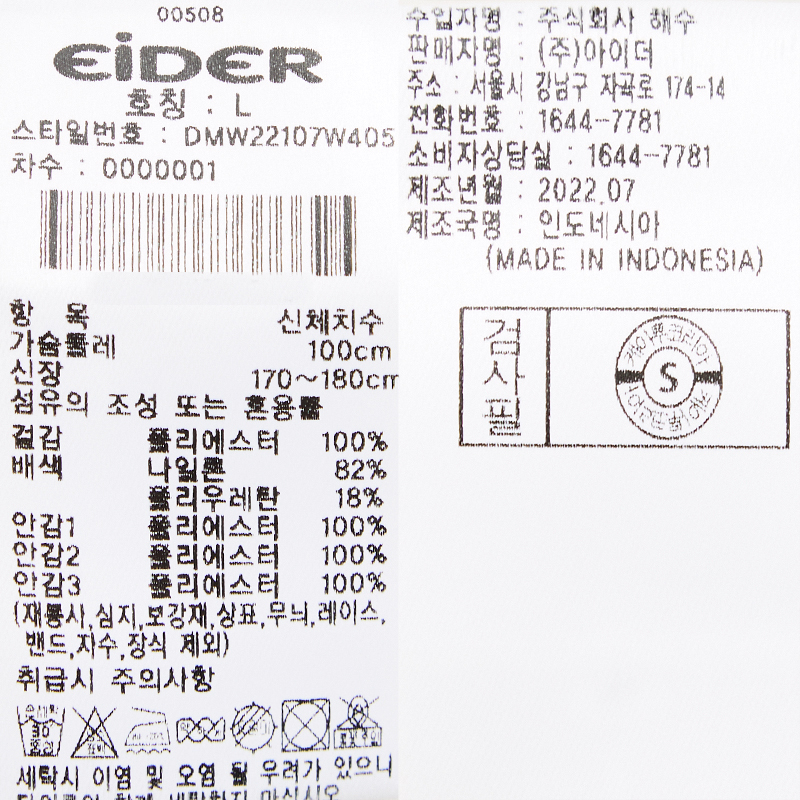 00508
EiDER
호칭 : L
스타일번호 : DMW22107W405
차수 : 0000001
항 목 신체치수
가슴둘레 100cm
신장 170~180cm
섬유의 조성 또는 혼용률
겉감 폴리에스터 100%
배색 나일론 82%
폴리우레탄 18%
안감1 폴리에스터 100%
안감2 폴리에스터 100%
안감3 폴리에스터 100%
(재봉사,심지,보강재,상표,무늬,레이스,
밴드,자수,장식 제외)
취급시 주의사항
손세탁
30
중성
세탁시 이염 및 오염 될 우려가 있으니
수입자명 : 주식회사 해수
판매자명 : (주)아이더
주소 : 서울시 강남구 자곡로 174-14
전화번호 : 1644-7781
소비자상담실 : 1644-7781
제조년월 : 2022.07
제조국명 : 인도네시아
(MADE IN INDONESIA)
검사필
S